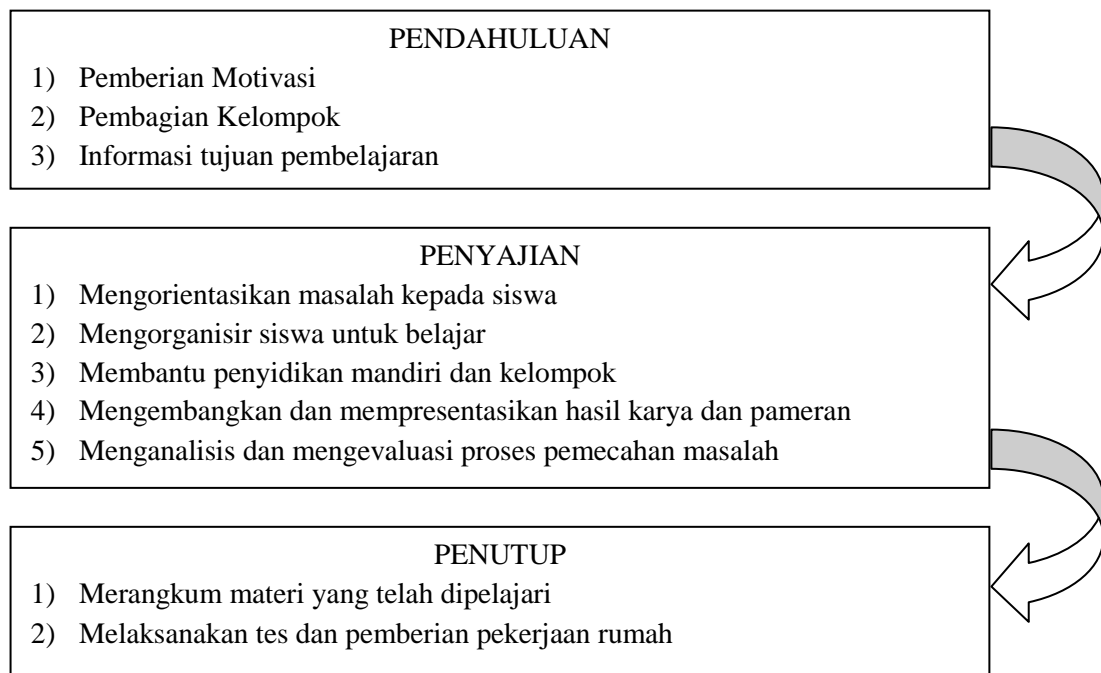 PENDAHULUAN
1) Pemberian Motivasi
2) Pembagian Kelompok
3) Informasi tujuan pembelajaran
PENYAJIAN
1) Mengorientasikan masalah kepada siswa
2) Mengorganisir siswa untuk belajar
3) Membantu penyidikan mandiri dan kelompok
4) Mengembangkan dan mempresentasikan hasil karya dan pameran
5) Menganalisis dan mengevaluasi proses pemecahan masalah
PENUTUP
1) Merangkum materi yang telah dipelajari
2) Melaksanakan tes dan pemberian pekerjaan rumah